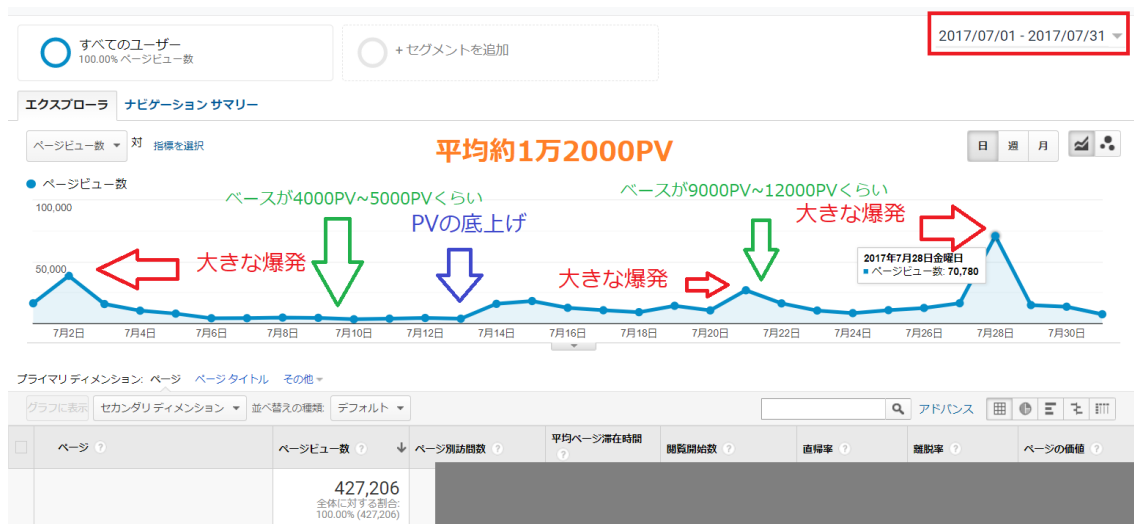 すべてのユーザー
100.00% ページビュー数
+ セグメントを追加
2017/07/01 - 2017/07/31
エクスプローラ ナビゲーション サマリー
ページビュー数 対 指標を選択
平均約1万2000PV
日 週 月
ページビュー数
ベースが4000PV~5000PVくらい
ベースが9000PV~12000PVくらい
100,000
PVの底上げ
大きな爆発
大きな爆発
大きな爆発
50,000
2017年7月28日金曜日
ページビュー数: 70,780
7月2日 7月4日 7月6日 7月8日 7月10日 7月12日 7月14日 7月16日 7月18日 7月20日 7月22日 7月24日 7月26日 7月28日 7月30日
プライマリ ディメンション: ページ ページ タイトル その他
グラフに表示 セカンダリ ディメンション 並べ替えの種類: デフォルト アドバンス
ページ ? ページビュー数 ? ページ別訪問数 ? 平均ページ滞在時間 ? 閲覧開始数 ? 直帰率 ? 離脱率 ? ページの価値 ?
427,206
全体に対する割合:
100.00% (427,206)